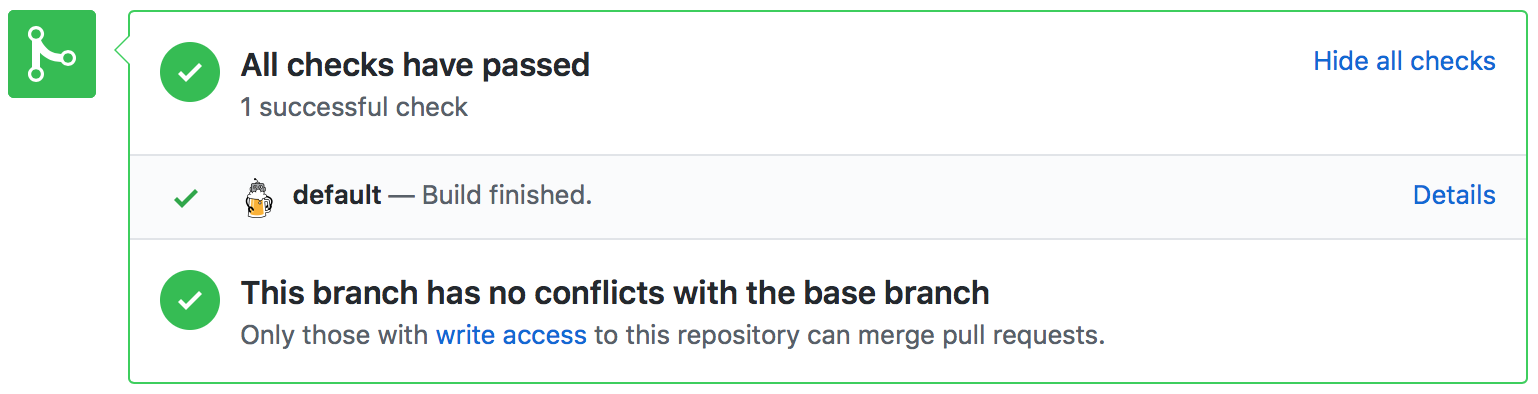 All checks have passed
Hide all checks
1 successful check
default — Build finished.
Details
This branch has no conflicts with the base branch
Only those with write access to this repository can merge pull requests.